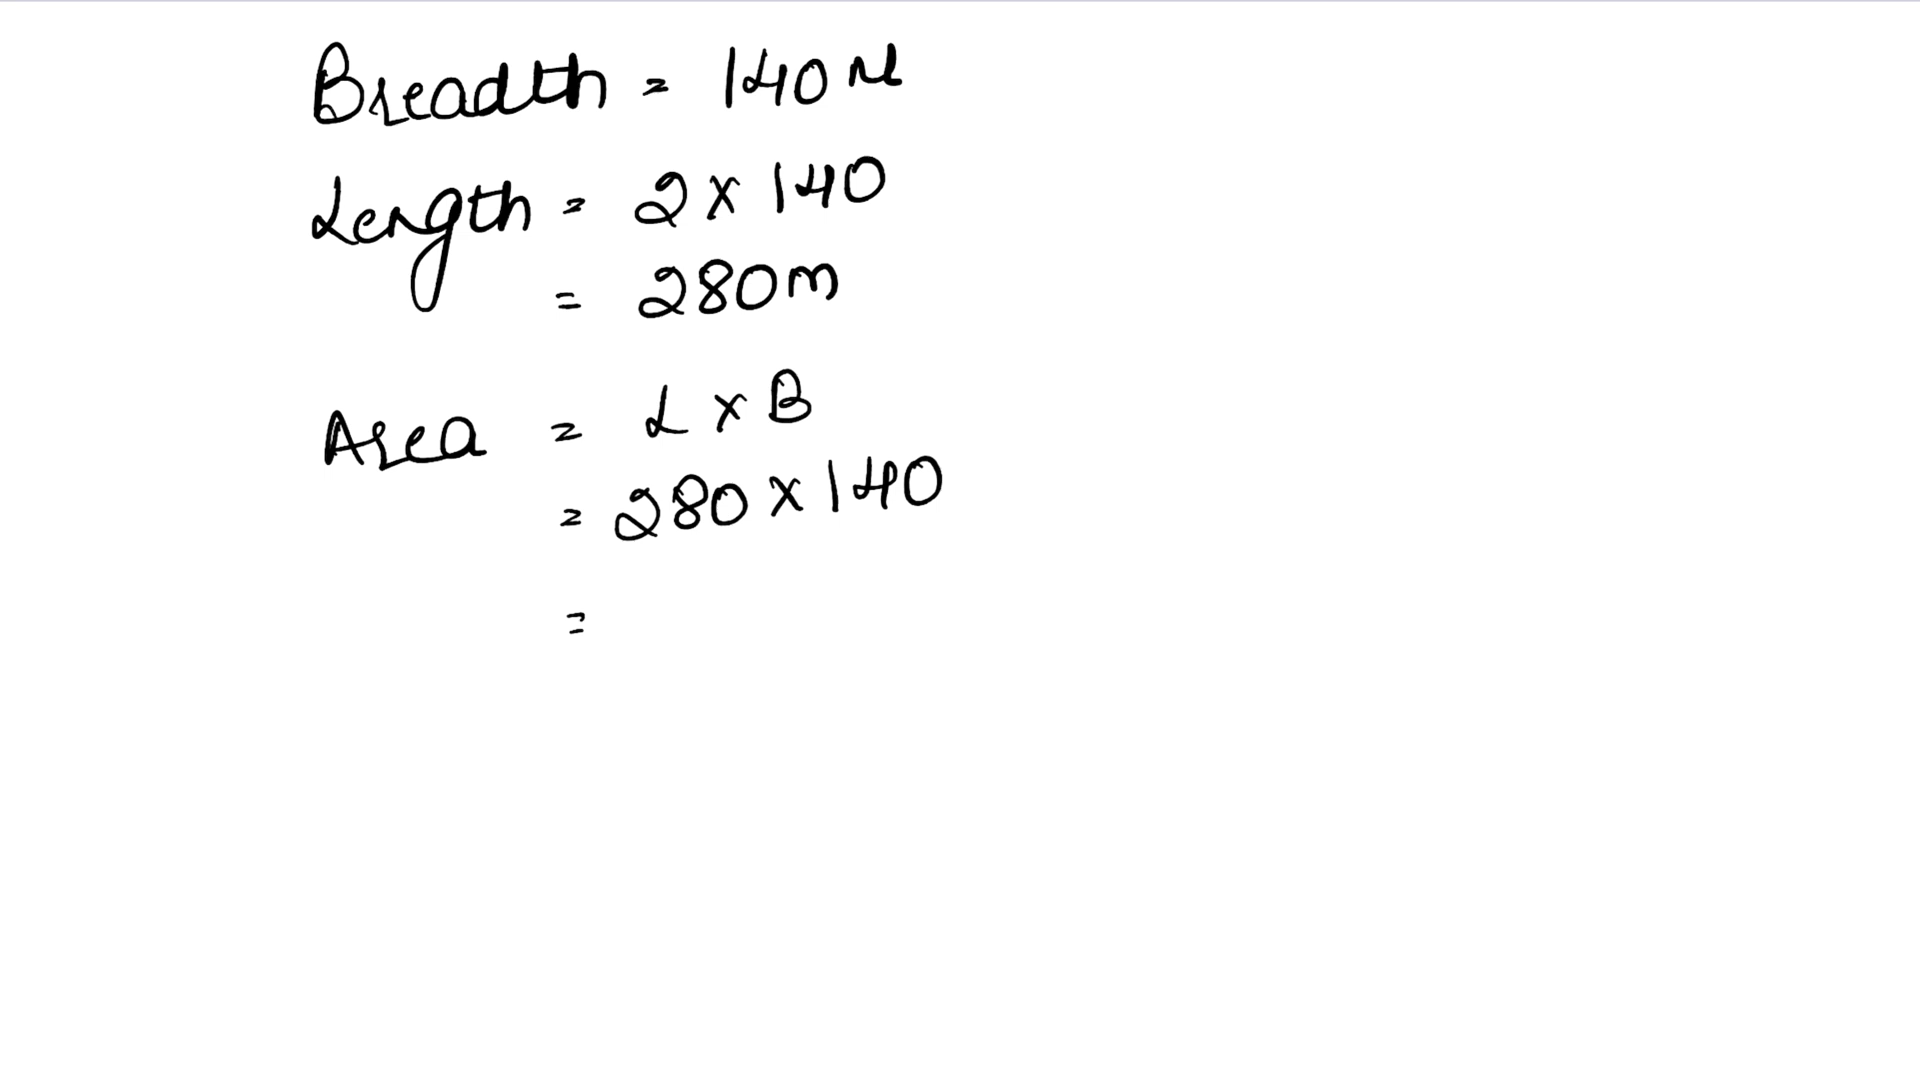 Breadth = 140 M
Length = 2 x 140
= 280m
Area = L x B
= 280 x 140
=